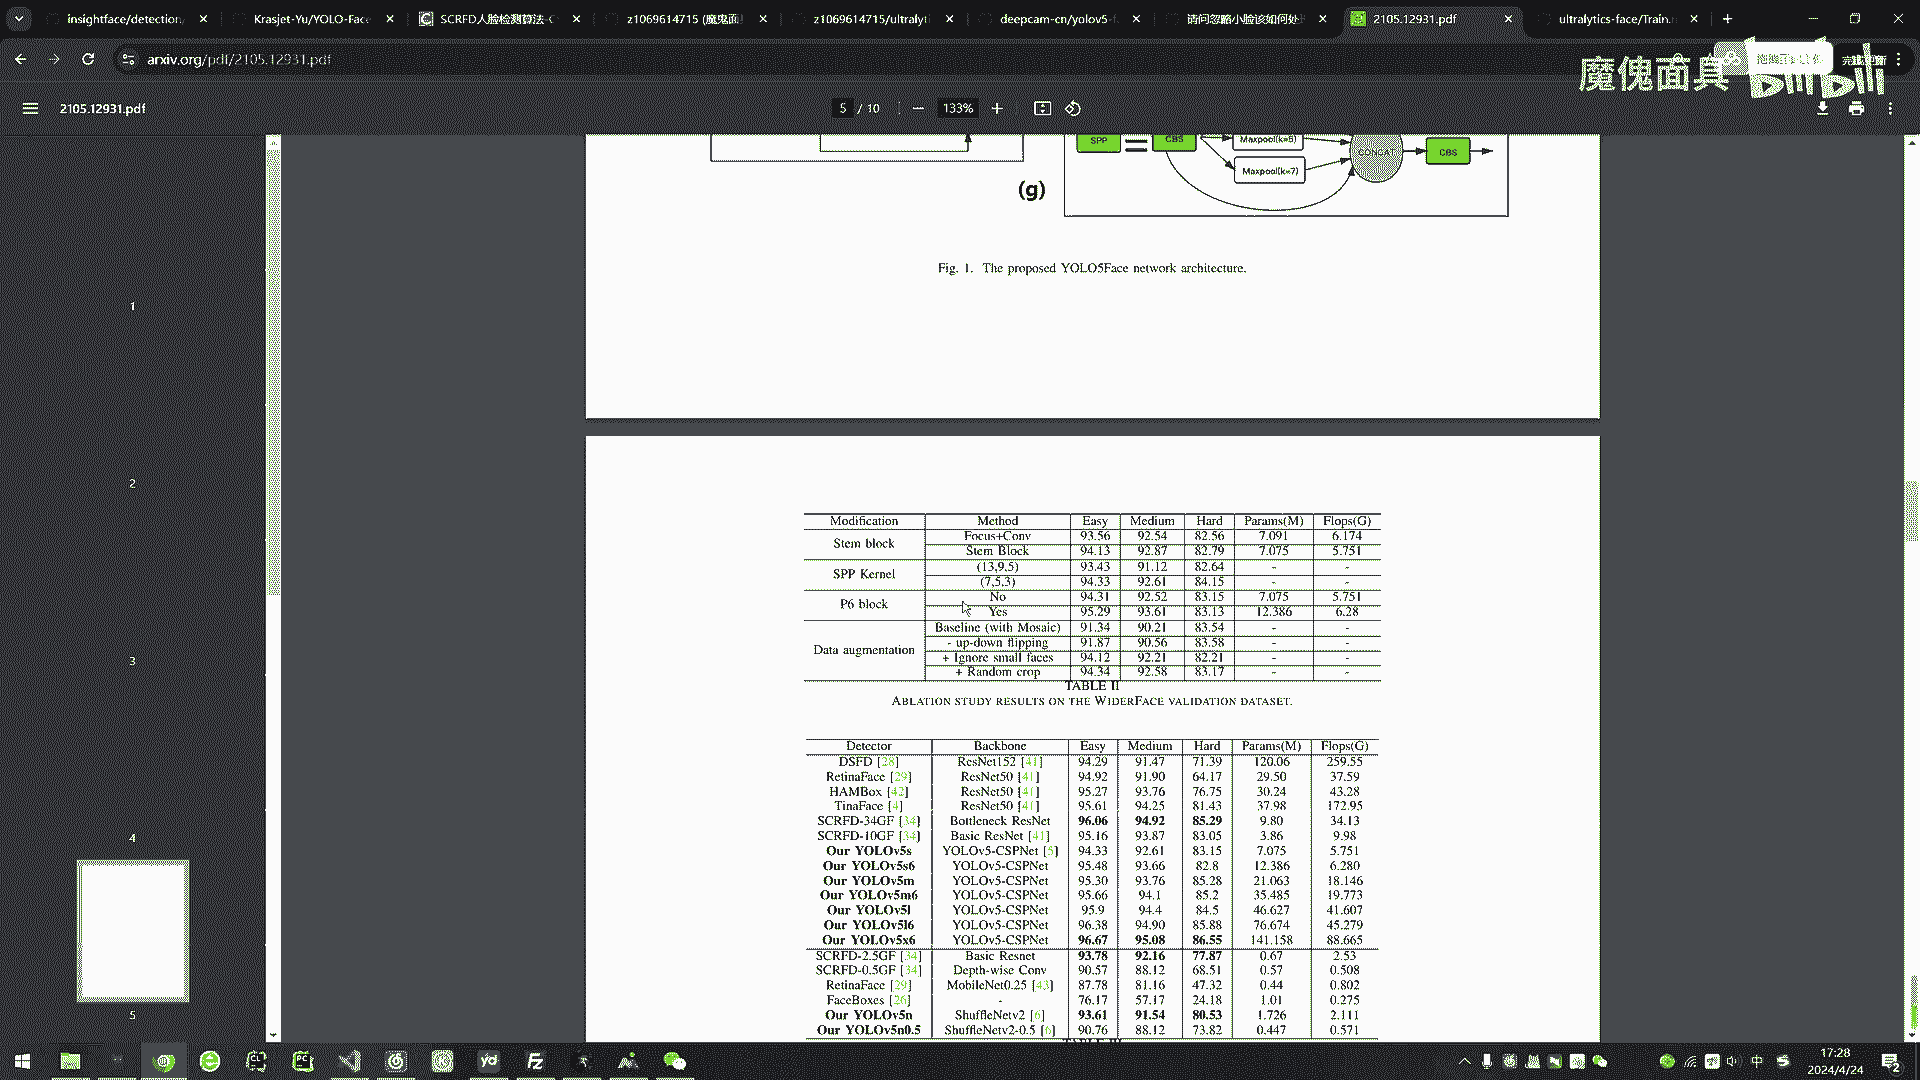 insightface/detection
Krasjet-Yu/YOLO-Face
SCRFD人脸检测算法-C
z1069614715 (魔鬼面
z1069614715/ultralyti
deepcam-cn/yolov5-f
请问忽略小脸该如何处
2105.12931.pdf
ultralytics-face/Train.
arxiv.org/pdf/2105.12931.pdf
魔傀面具
bilibili
2105.12931.pdf
5 / 10
133%
SPP
CBS
Maxpool(k=5)
Maxpool(k=7)
CONCAT
CBS
(g)
Fig. 1. The proposed YOLO5Face network architecture.
1
2
3
4
5
Modification Method Easy Medium Hard Params(M) Flops(G)
Stem block Focus+Conv 93.56 92.54 82.56 7.091 6.174
Stem Block 94.13 92.87 82.79 7.075 5.751
SPP Kernel (13,9,5) 93.43 91.12 82.64 - -
(7,5,3) 94.33 92.61 84.15 - -
P6 block No 94.31 92.52 83.15 7.075 5.751
Yes 95.29 93.61 83.13 12.386 6.28
Data augmentation Baseline (with Mosaic) 91.34 90.21 83.54 - -
- up-down flipping 91.87 90.56 83.58 - -
+ Ignore small faces 94.12 92.21 82.21 - -
+ Random crop 94.34 92.58 83.17 - -
TABLE II
ABLATION STUDY RESULTS ON THE WIDERFACE VALIDATION DATASET.
Detector Backbone Easy Medium Hard Params(M) Flops(G)
DSFD [28] ResNet152 [41] 94.29 91.47 71.39 120.06 259.55
RetinaFace [29] ResNet50 [41] 94.92 91.90 64.17 29.50 37.59
HAMBox [42] ResNet50 [41] 95.27 93.76 76.75 30.24 43.28
TinaFace [4] ResNet50 [41] 95.61 94.25 81.43 37.98 172.95
SCRFD-34GF [34] Bottleneck ResNet 96.06 94.92 85.29 9.80 34.13
SCRFD-10GF [34] Basic ResNet [41] 95.16 93.87 83.05 3.86 9.98
Our YOLOv5s YOLOv5-CSPNet [5] 94.33 92.61 83.15 7.075 5.751
Our YOLOv5s6 YOLOv5-CSPNet 95.48 93.66 82.8 12.386 6.280
Our YOLOv5m YOLOv5-CSPNet 95.30 93.76 85.28 21.063 18.146
Our YOLOv5m6 YOLOv5-CSPNet 95.66 94.1 85.2 35.485 19.773
Our YOLOv5l YOLOv5-CSPNet 95.9 94.4 84.5 46.627 41.607
Our YOLOv5l6 YOLOv5-CSPNet 96.38 94.90 85.88 76.674 45.279
Our YOLOv5x6 YOLOv5-CSPNet 96.67 95.08 86.55 141.158 88.665
SCRFD-2.5GF [34] Basic Resnet 93.78 92.16 77.87 0.67 2.53
SCRFD-0.5GF [34] Depth-wise Conv 90.57 88.12 68.51 0.57 0.508
RetinaFace [29] MobileNet0.25 [43] 87.78 81.16 47.32 0.44 0.802
FaceBoxes [26] - 76.17 57.17 24.18 1.01 0.275
Our YOLOv5n ShuffleNetv2 [6] 93.61 91.54 80.53 1.726 2.111
Our YOLOv5n0.5 ShuffleNetv2-0.5 [6] 90.76 88.12 73.82 0.447 0.571
CL
PC
yd
FZ
中
17:28
2024/4/24
2